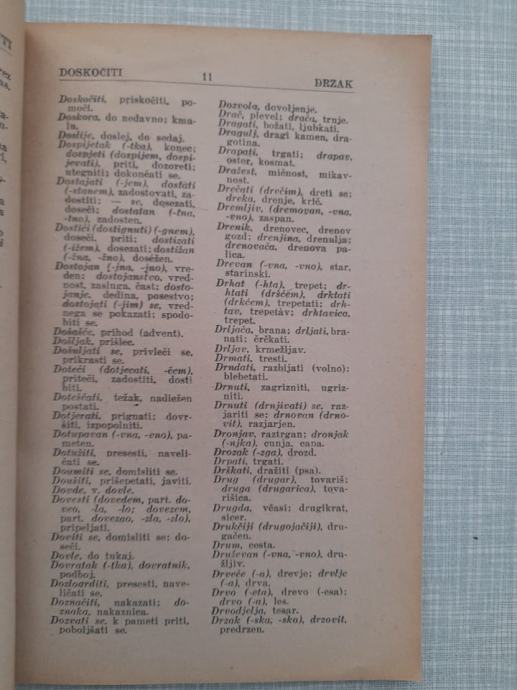 DOSKOČITI
11
DRZAK
Doskočiti, priskočiti, po-
moči.
Doskora, do nedavno; kma-
lu.
Doslije, doslej, do sedaj.
Dospijetak (-tka), konec;
dospjeti (dospijem, dospi-
jevati), priti, dozoreti;
utegniti; dokončati se.
Dostajati (-jem), dostati
(-stanem), zadostovati, za-
dostiti; — se, dosezati,
doseči; dostatan (-tna,
-tno), zadosten.
Dostići (dostignuti) (-gnem),
doseči, priti; dostizati
(-ižem), dosezati; dostižan
(-žna, -žno), dosežen.
Dostojan (-jna, -jno), vre-
den; dostojanstvo, vred-
nost, zasluga, čast; dosto-
janje, dedina, posestvo;
dostojati (-jim) se, vred-
nega se pokazati; spodo-
biti se.
Došašće, prihod (advent).
Došljak, prišlec.
Došuljati se, privleči se,
prikrasti se.
Doteći (dotjecati, -čem),
priteči, zadostiti, dosti
biti.
Dotešćati, težak, nadležen
postati.
Dotjerati, prignati; dovr-
šiti, izpopolniti.
Dotupavan (-vna, -vno), pa-
meten.
Dotužiti, presesti, naveli-
čati se.
Doumiti se, domisliti se.
Doušiti, prišepetati, javiti.
Dovde, v. dovle.
Dovesti (dovedem, part. do-
veo, -la, -lo; dovezem,
part. dovezao, -zla, -zlo),
pripeljati.
Doviti se, domisliti se; do-
seči.
Dovle, do tukaj.
Dovratak (-tka), dovratnik,
podboj.
Dozloarditi, presesti, nave-
ličati se.
Doznačiti, nakazati; do-
znaka, nakaznica.
Dozvati se, k pameti priti,
poboljšati se.
Dozvola, dovoljenje.
Drač, plevel; drača, trnje.
Dragati, božati, ljubkati.
Dragulj, dragi kamen, dra-
gotina.
Drapati, trgati; drapav,
oster, kosmat.
Dražest, mičnost, mikav-
nost.
Drečati (drečim), dreti se;
dreka, drenje, krič.
Dremljiv, (dremovan, -vna,
-vno), zaspan.
Drenik, drenovec, drenov
gozd; drenjina, drenulja;
drenovača, drenova pa-
lica.
Drevan (-vna, -vno), star,
starinski.
Drhat (-hta), trepet; dr-
htati (dršćem), drktati
(drkćem), trepetati; drh-
tav, trepetav; drhtavica,
trepet.
Drljača, brana; drljati, bra-
nati; črčkati.
Drljav, krmežljav.
Drmati, tresti.
Drndati, razbijati (volno);
blebetati.
Drnuti, zagrizniti, ugriz-
niti.
Drnuti (drnjivati) se, raz-
jariti se; drnovan (drno-
vit), razjarjen.
Dronjav, raztrgan; dronjak
(-njka), cunja, capa.
Drozak (-zga), drozd.
Drpati, trgati.
Drškati, dražiti (psa).
Drug (drugar), tovariš;
druga (drugarica), tova-
rišica.
Drugda, včasi; drugikrat,
sicer.
Drukčiji (drugojačiji), dru-
gačen.
Drum, cesta.
Druževan (-vna, -vno), dru-
žljiv.
Drveće (-a), drevje; drvlje
(-a), drva.
Drvo (-eta), drevo (-esa);
drvo (-a), les.
Drvodjelja, tesar.
Drzak (-ska, -sko), drzovit,
predrzen.